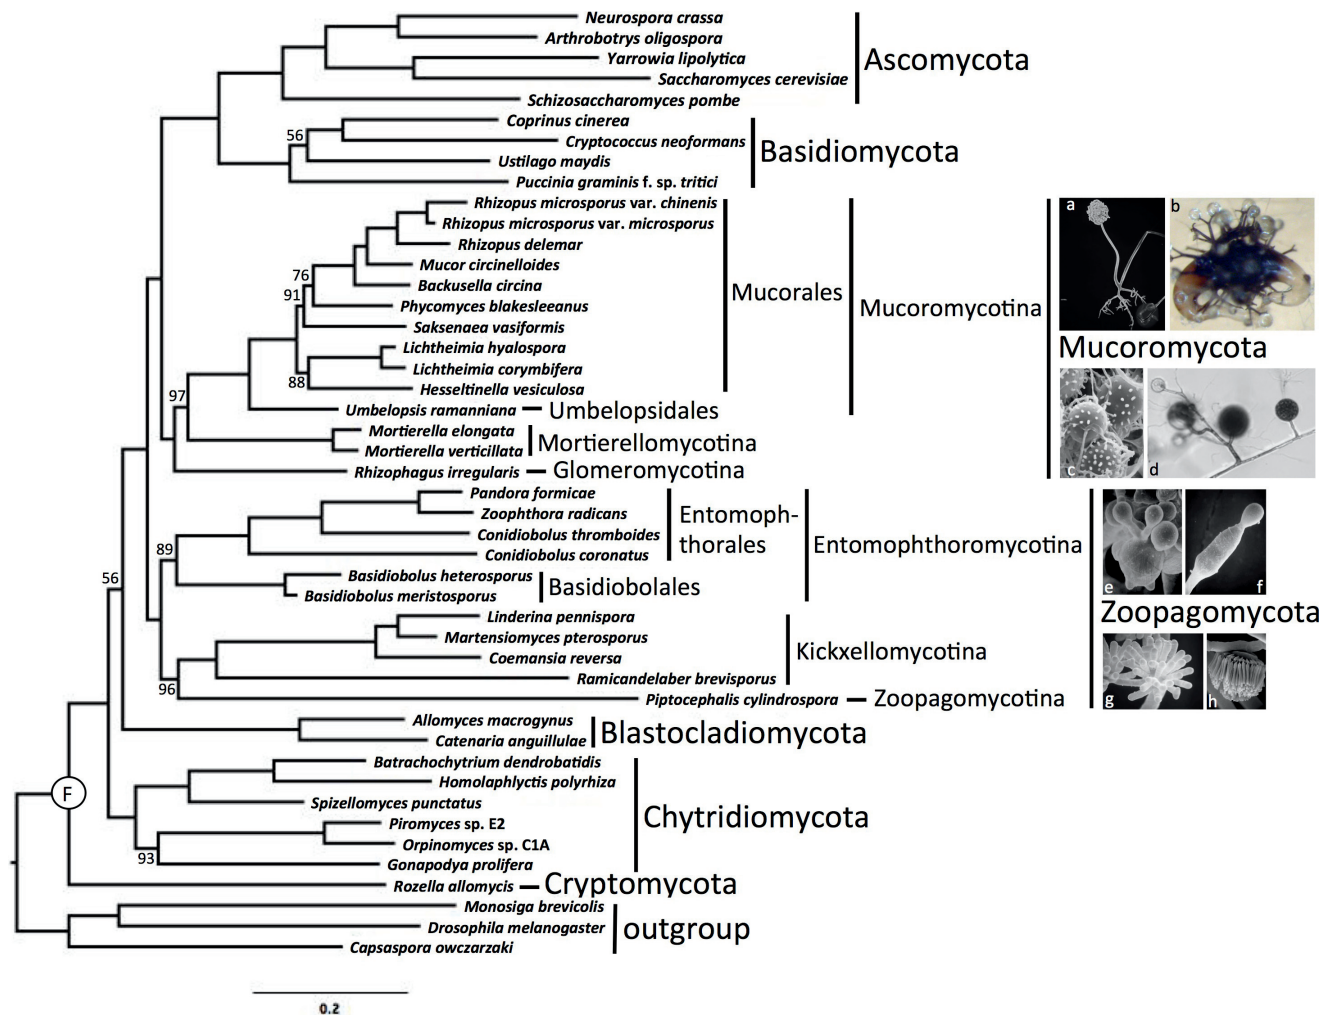 Neurospora crassa
Arthrobotrys oligospora
Yarrowia lipolytica
Saccharomyces cerevisiae
Schizosaccharomyces pombe
Ascomycota
56
Coprinus cinerea
Cryptococcus neoformans
Ustilago maydis
Puccinia graminis f. sp. tritici
Basidiomycota
Rhizopus microsporus var. chinenis
Rhizopus microsporus var. microsporus
Rhizopus delemar
Mucor circinelloides
Backusella circina
Phycomyces blakesleeanus
Saksenaea vasiformis
Lichtheimia hyalospora
Lichtheimia corymbifera
Hesseltinella vesiculosa
76
91
88
97
Mucorales
Mucoromycotina
Umbelopsis ramanniana
Umbelopsidales
Mortierella elongata
Mortierella verticillata
Mortierellomycotina
Rhizophagus irregularis
Glomeromycotina
a
b
Mucoromycota
c
d
Pandora formicae
Zoophthora radicans
Conidiobolus thromboides
Conidiobolus coronatus
Entomoph-
thorales
89
56
Basidiobolus heterosporus
Basidiobolus meristosporus
Basidiobolales
Entomophthoromycotina
Linderina pennispora
Martensiomyces pterosporus
Coemansia reversa
Ramicandelaber brevisporus
Kickxellomycotina
96
Piptocephalis cylindrospora
Zoopagomycotina
e
f
Zoopagomycota
g
h
Allomyces macrogynus
Catenaria anguillulae
Blastocladiomycota
Batrachochytrium dendrobatidis
Homolaphlyctis polyrhiza
Spizellomyces punctatus
Piromyces sp. E2
Orpinomyces sp. C1A
Gonapodya prolifera
93
Chytridiomycota
F
Rozella allomycis
Cryptomycota
Monosiga brevicolis
Drosophila melanogaster
Capsaspora owczarzaki
outgroup
0.2